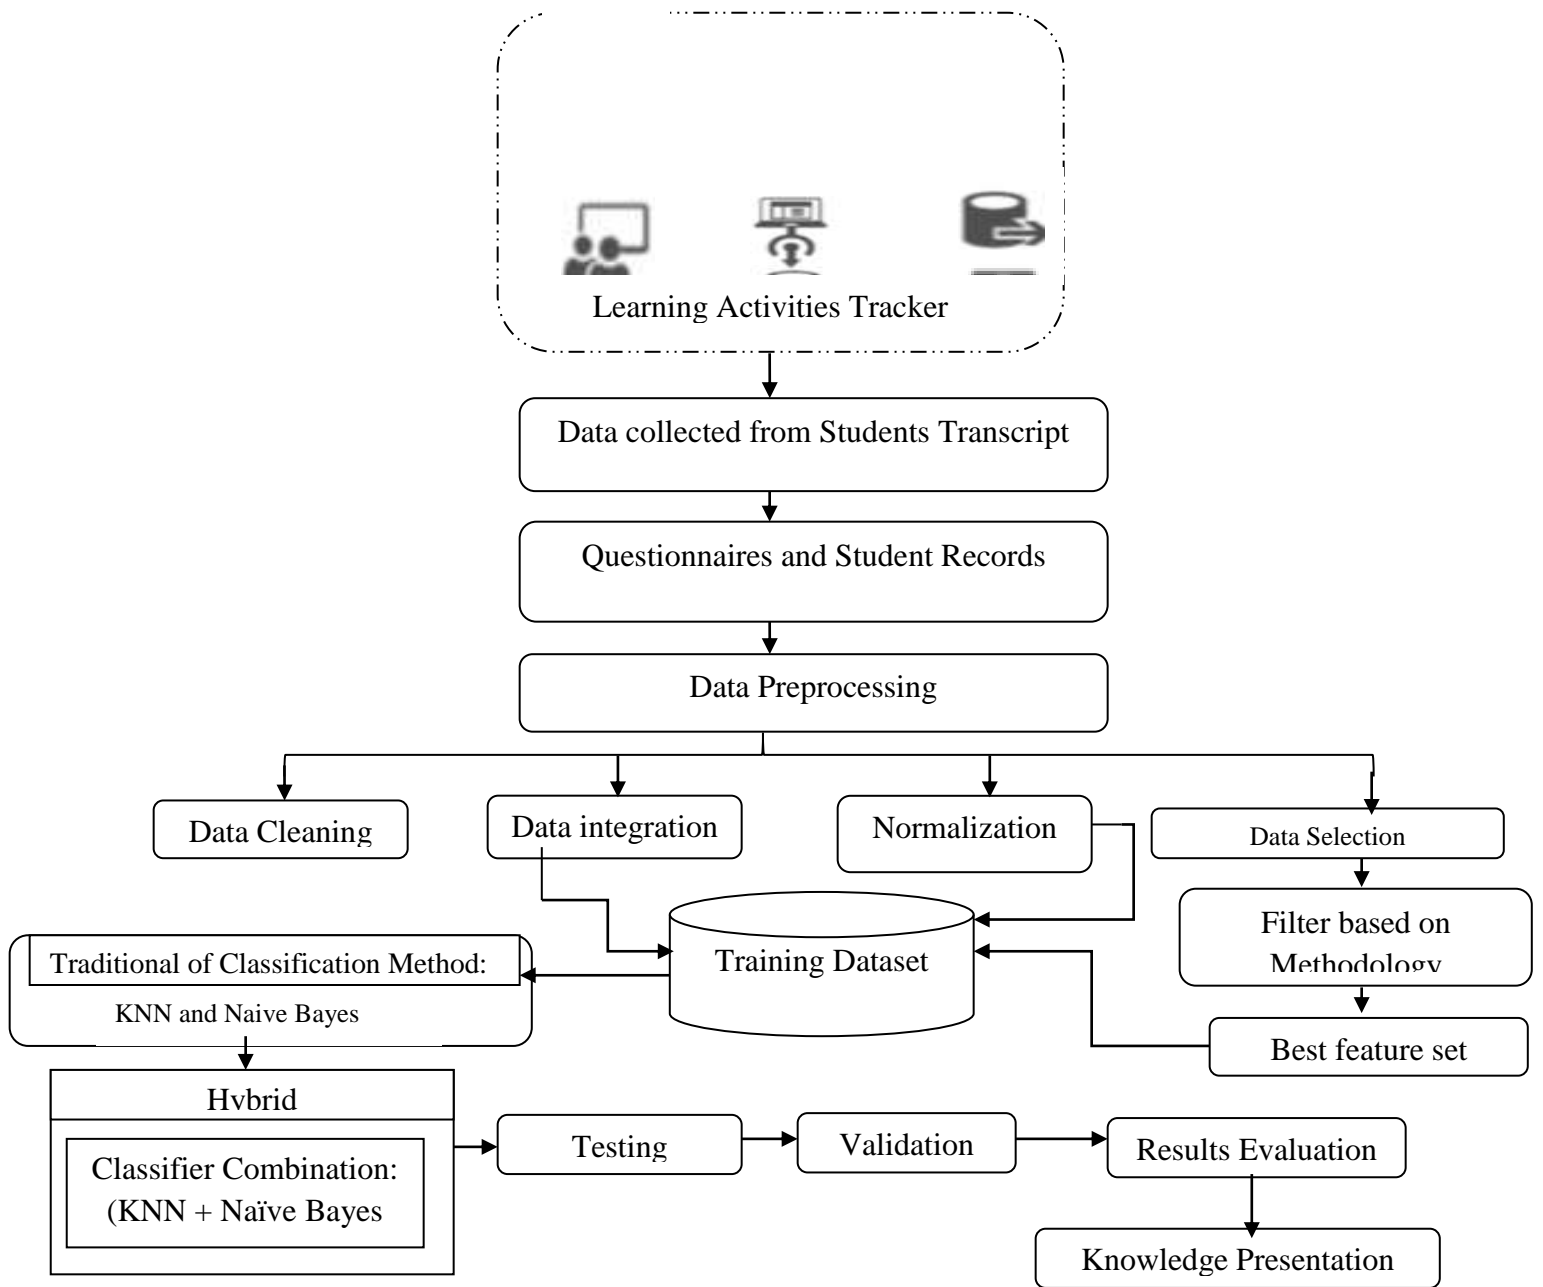 Learning Activities Tracker
Data collected from Students Transcript
Questionnaires and Student Records
Data Preprocessing
Data Cleaning
Data integration
Normalization
Data Selection
Filter based on
Methodology
Training Dataset
Traditional of Classification Method:
KNN and Naive Bayes
Best feature set
Hybrid
Classifier Combination:
(KNN + Naïve Bayes
Testing
Validation
Results Evaluation
Knowledge Presentation